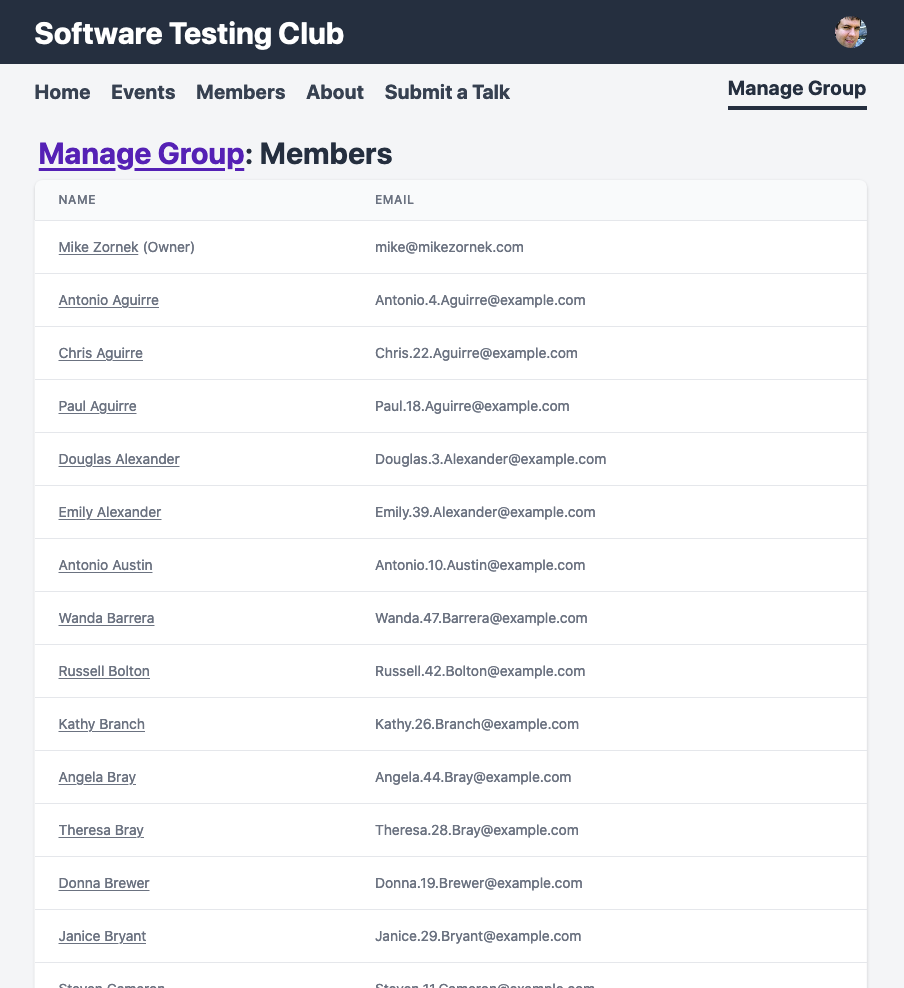 Software Testing Club
Home Events Members About Submit a Talk Manage Group
Manage Group: Members
NAME EMAIL
Mike Zornek (Owner) mike@mikezornek.com
Antonio Aguirre Antonio.4.Aguirre@example.com
Chris Aguirre Chris.22.Aguirre@example.com
Paul Aguirre Paul.18.Aguirre@example.com
Douglas Alexander Douglas.3.Alexander@example.com
Emily Alexander Emily.39.Alexander@example.com
Antonio Austin Antonio.10.Austin@example.com
Wanda Barrera Wanda.47.Barrera@example.com
Russell Bolton Russell.42.Bolton@example.com
Kathy Branch Kathy.26.Branch@example.com
Angela Bray Angela.44.Bray@example.com
Theresa Bray Theresa.28.Bray@example.com
Donna Brewer Donna.19.Brewer@example.com
Janice Bryant Janice.29.Bryant@example.com